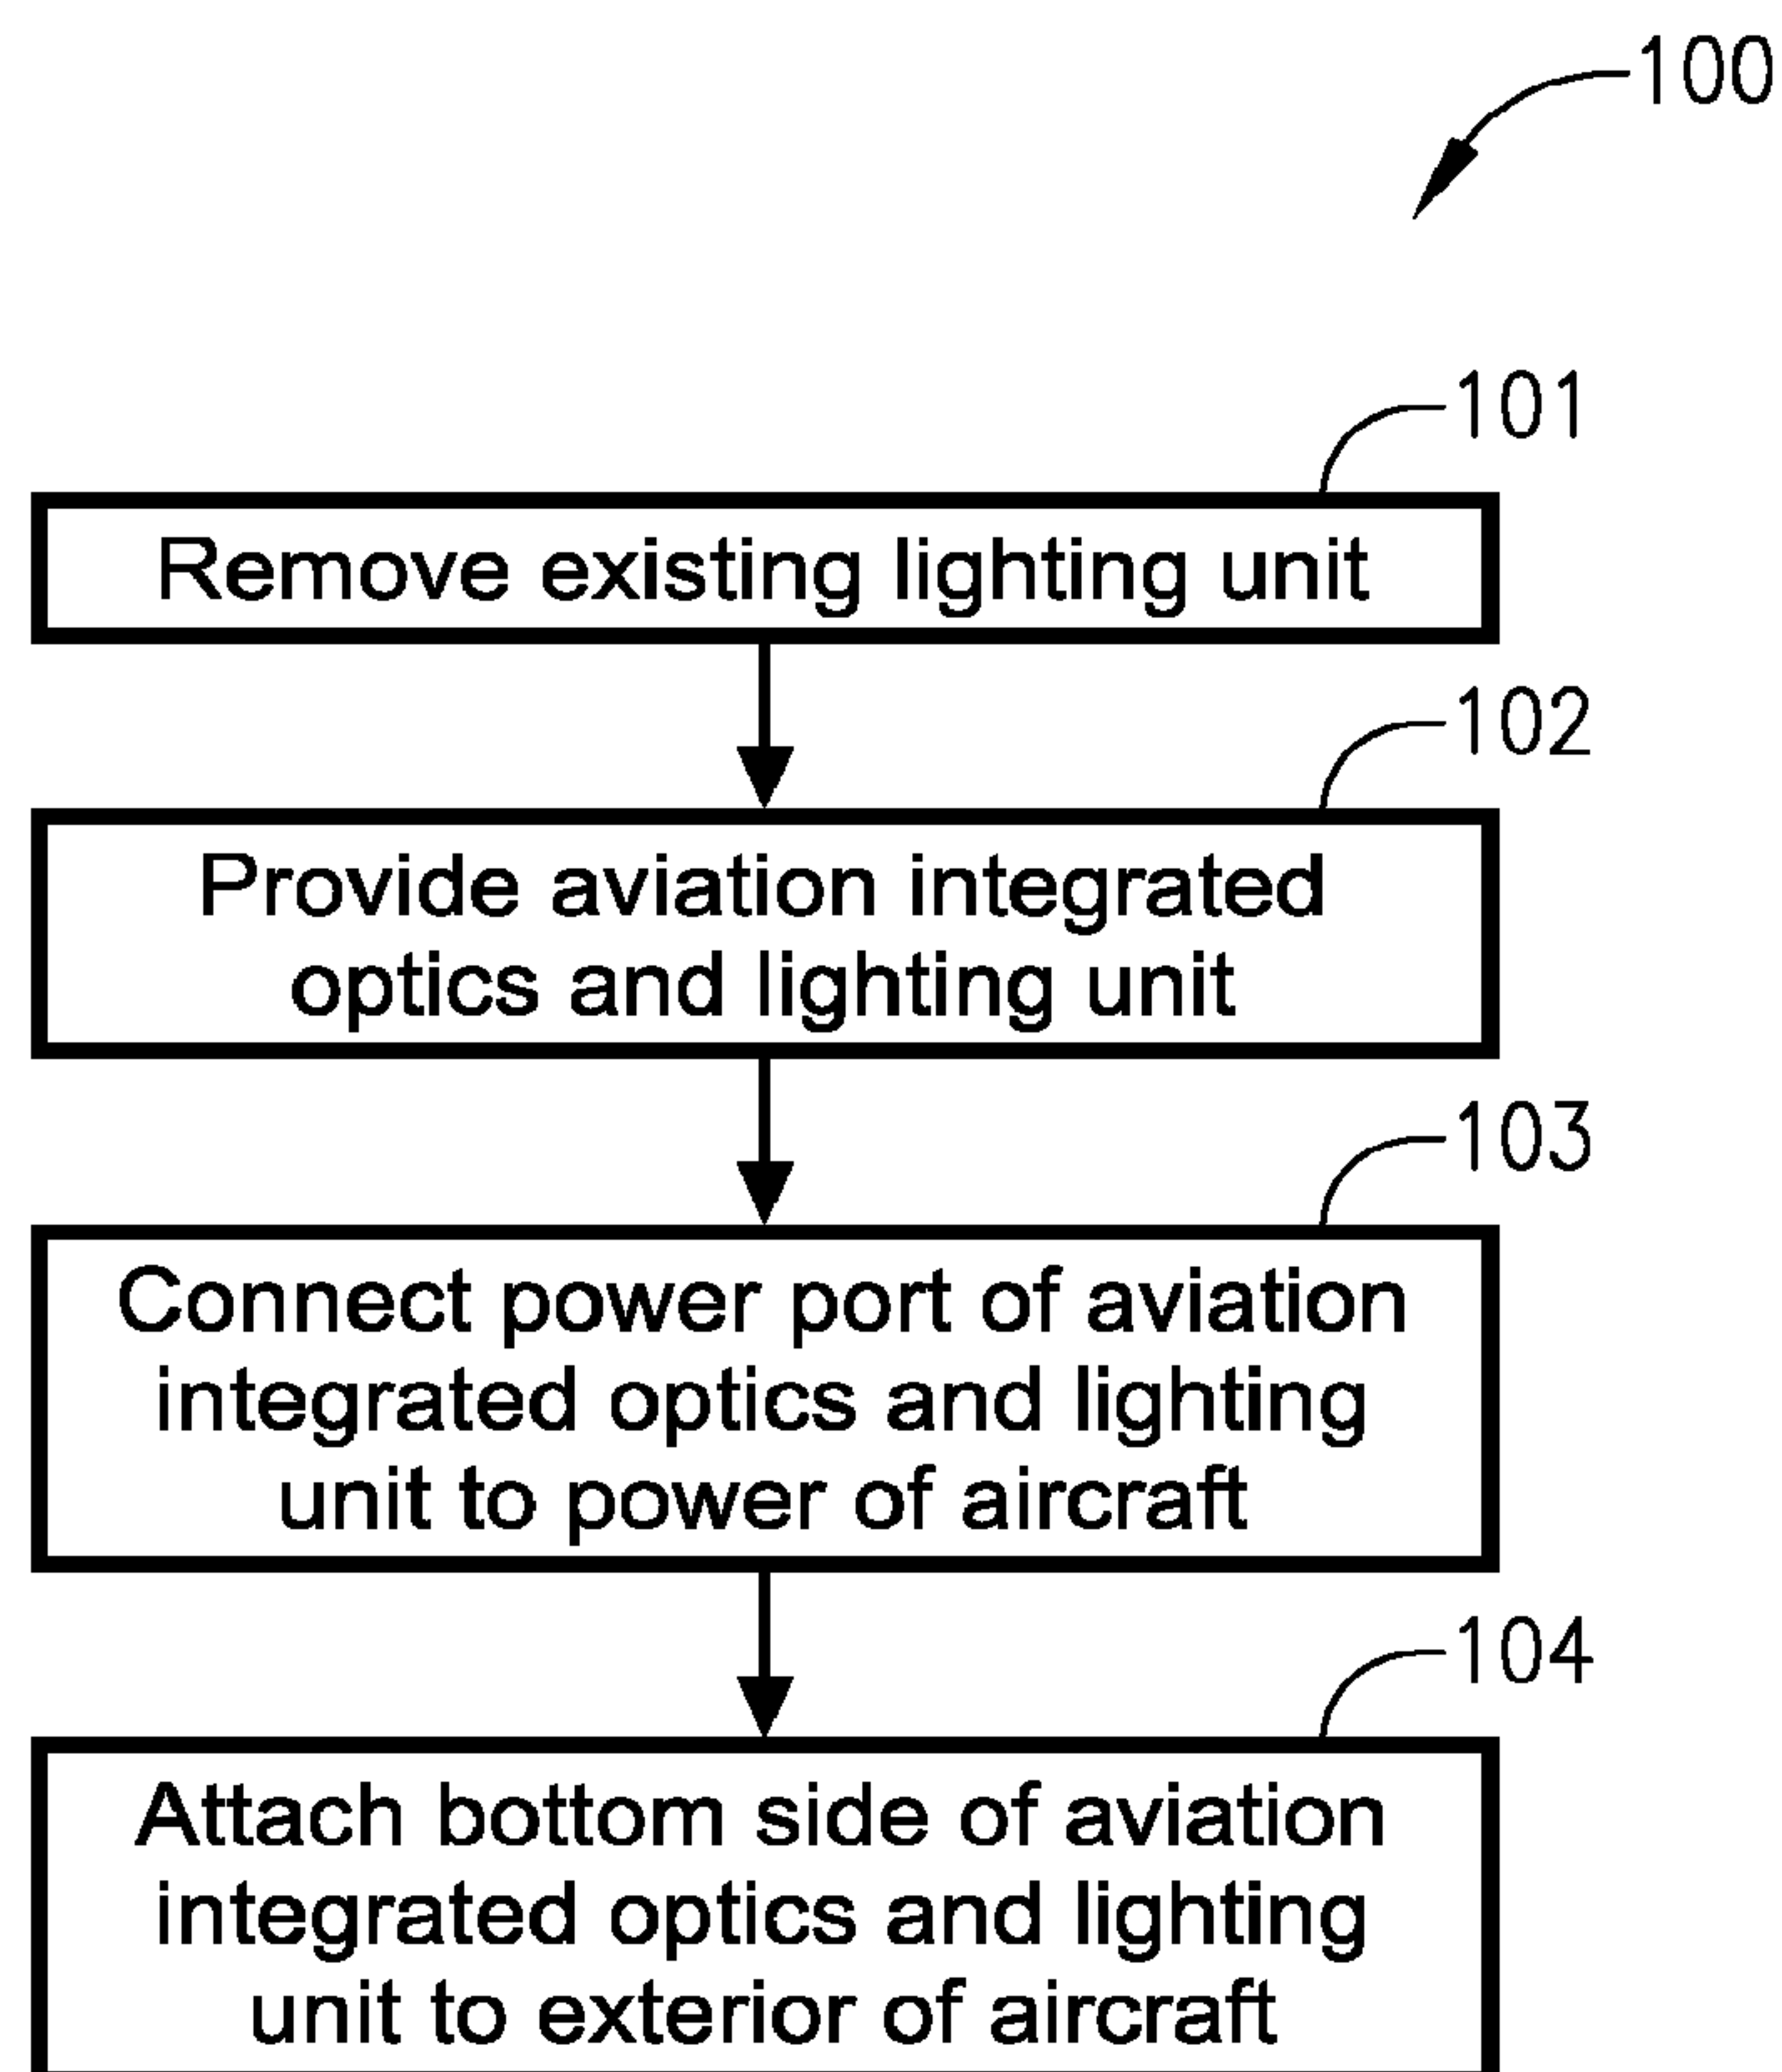 100
101
Remove existing lighting unit
102
Provide aviation integrated
optics and lighting unit
103
Connect power port of aviation
integrated optics and lighting
unit to power of aircraft
104
Attach bottom side of aviation
integrated optics and lighting
unit to exterior of aircraft